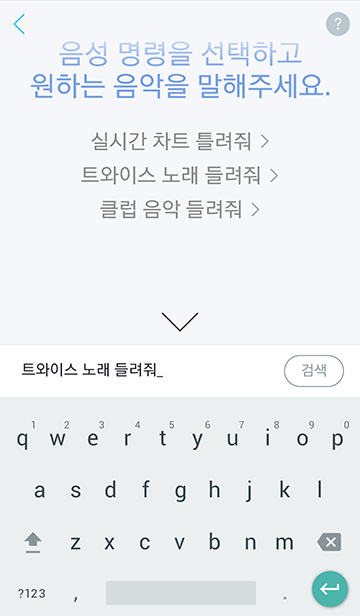 ?
음성 명령을 선택하고
원하는 음악을 말해주세요.
실시간 차트 틀려줘 >
트와이스 노래 들려줘 >
클럽 음악 들려줘 >
트와이스 노래 들려줘_ 검색
1 2 3 4 5 6 7 8 9 0
q w e r t y u i o p
a s d f g h j k l
z x c v b n m
?123 , .